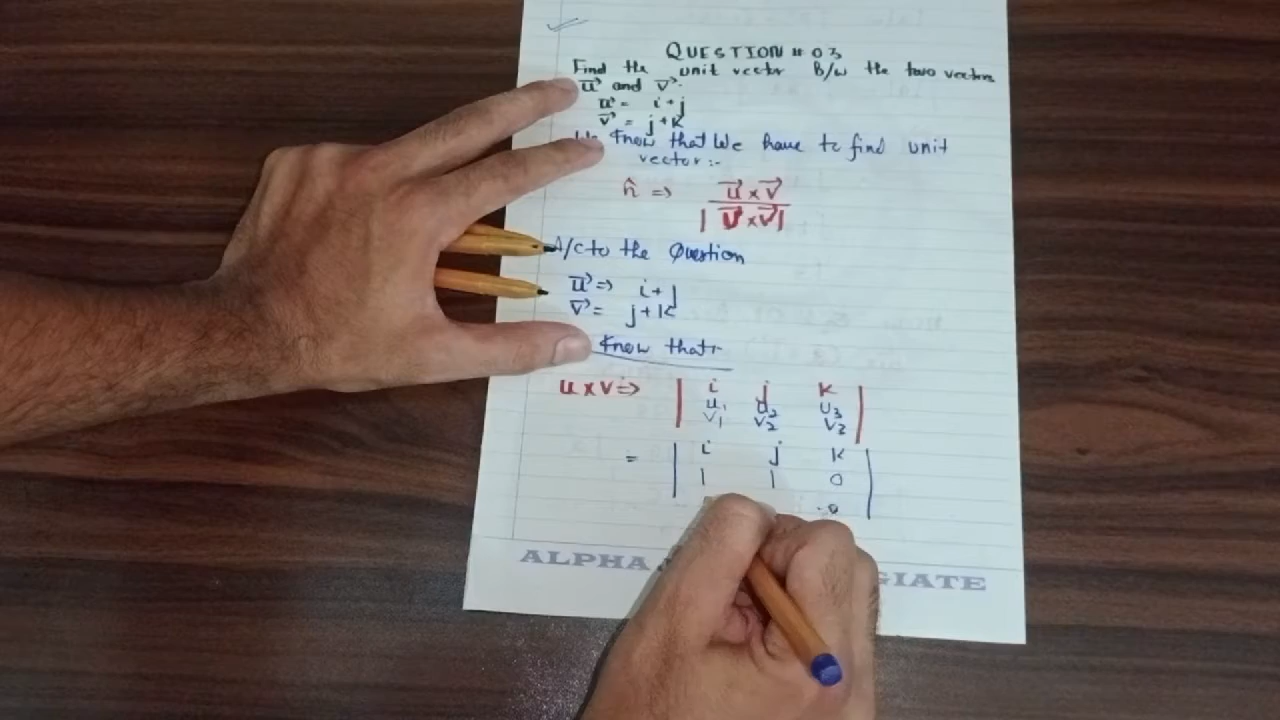 QUESTION # 03
Find the unit vector B/w the two vectors
u⃗ and v⃗.
u⃗ = i+j
v⃗ = j+k
know that We have to find unit
vector:-
n̂ => u⃗ x v⃗
| v⃗ x v⃗ |
A/c to the Question
u⃗ => i+j
v⃗ = j+k
know that
u x v => | i j k |
u1 u2 u3
v1 v2 v3
= | i j k |
1 1 0
0
ALPHA GIATE